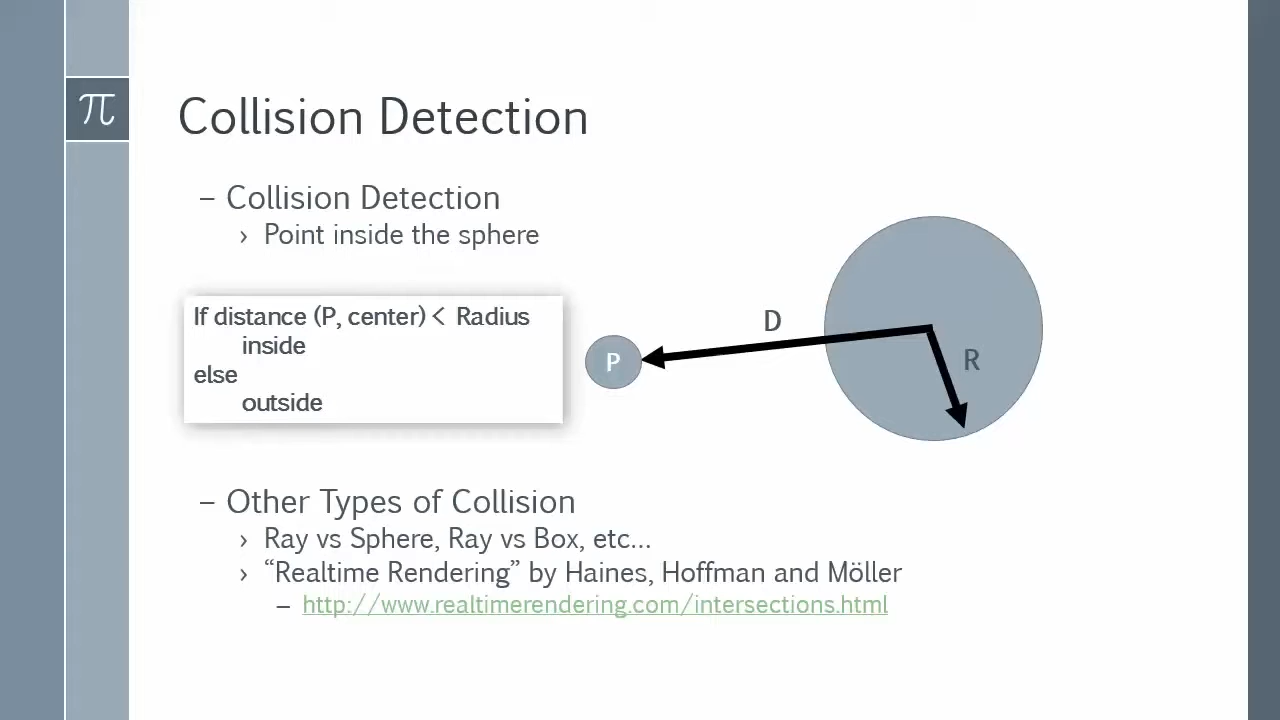 π
Collision Detection
– Collision Detection
› Point inside the sphere
If distance (P, center) < Radius
inside
else
outside
P
D
R
– Other Types of Collision
› Ray vs Sphere, Ray vs Box, etc...
› “Realtime Rendering” by Haines, Hoffman and Möller
– http://www.realtimerendering.com/intersections.html